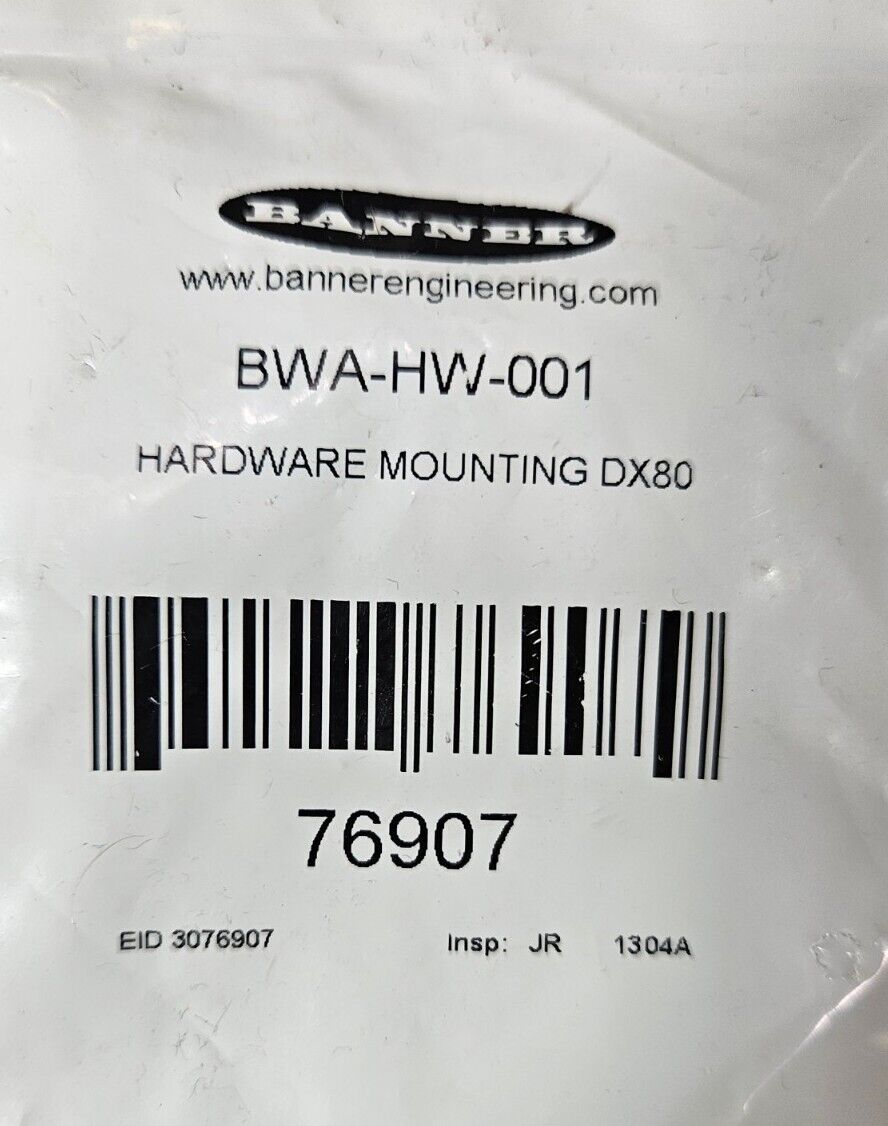 BANNER
www.bannerengineering.com
BWA-HW-001
HARDWARE MOUNTING DX80
76907
EID 3076907 Insp: JR 1304A